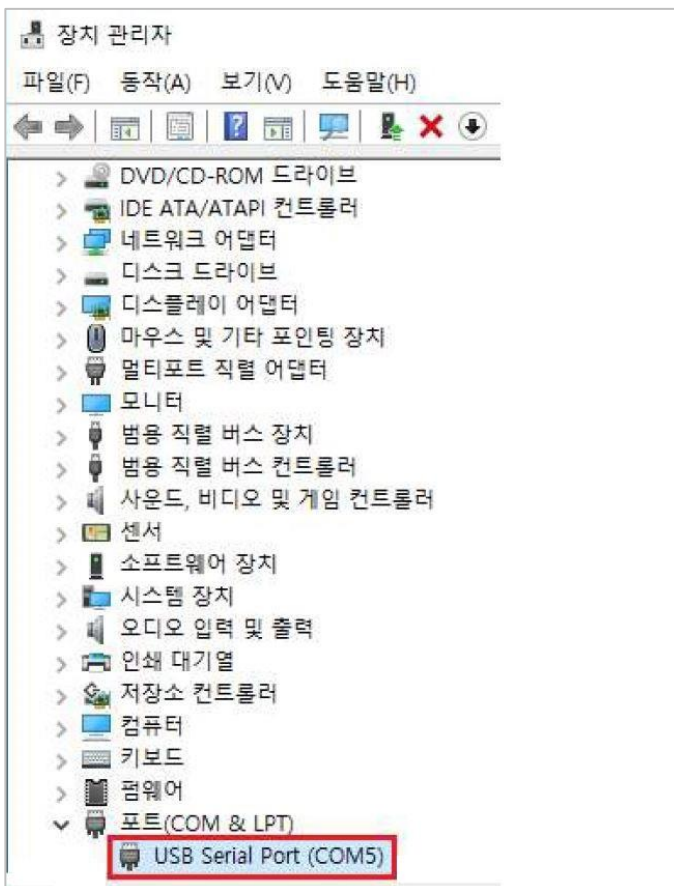 장치 관리자
파일(F) 동작(A) 보기(V) 도움말(H)
DVD/CD-ROM 드라이브
IDE ATA/ATAPI 컨트롤러
네트워크 어댑터
디스크 드라이브
디스플레이 어댑터
마우스 및 기타 포인팅 장치
멀티포트 직렬 어댑터
모니터
범용 직렬 버스 장치
범용 직렬 버스 컨트롤러
사운드, 비디오 및 게임 컨트롤러
센서
소프트웨어 장치
시스템 장치
오디오 입력 및 출력
인쇄 대기열
저장소 컨트롤러
컴퓨터
키보드
펌웨어
포트(COM & LPT)
USB Serial Port (COM5)